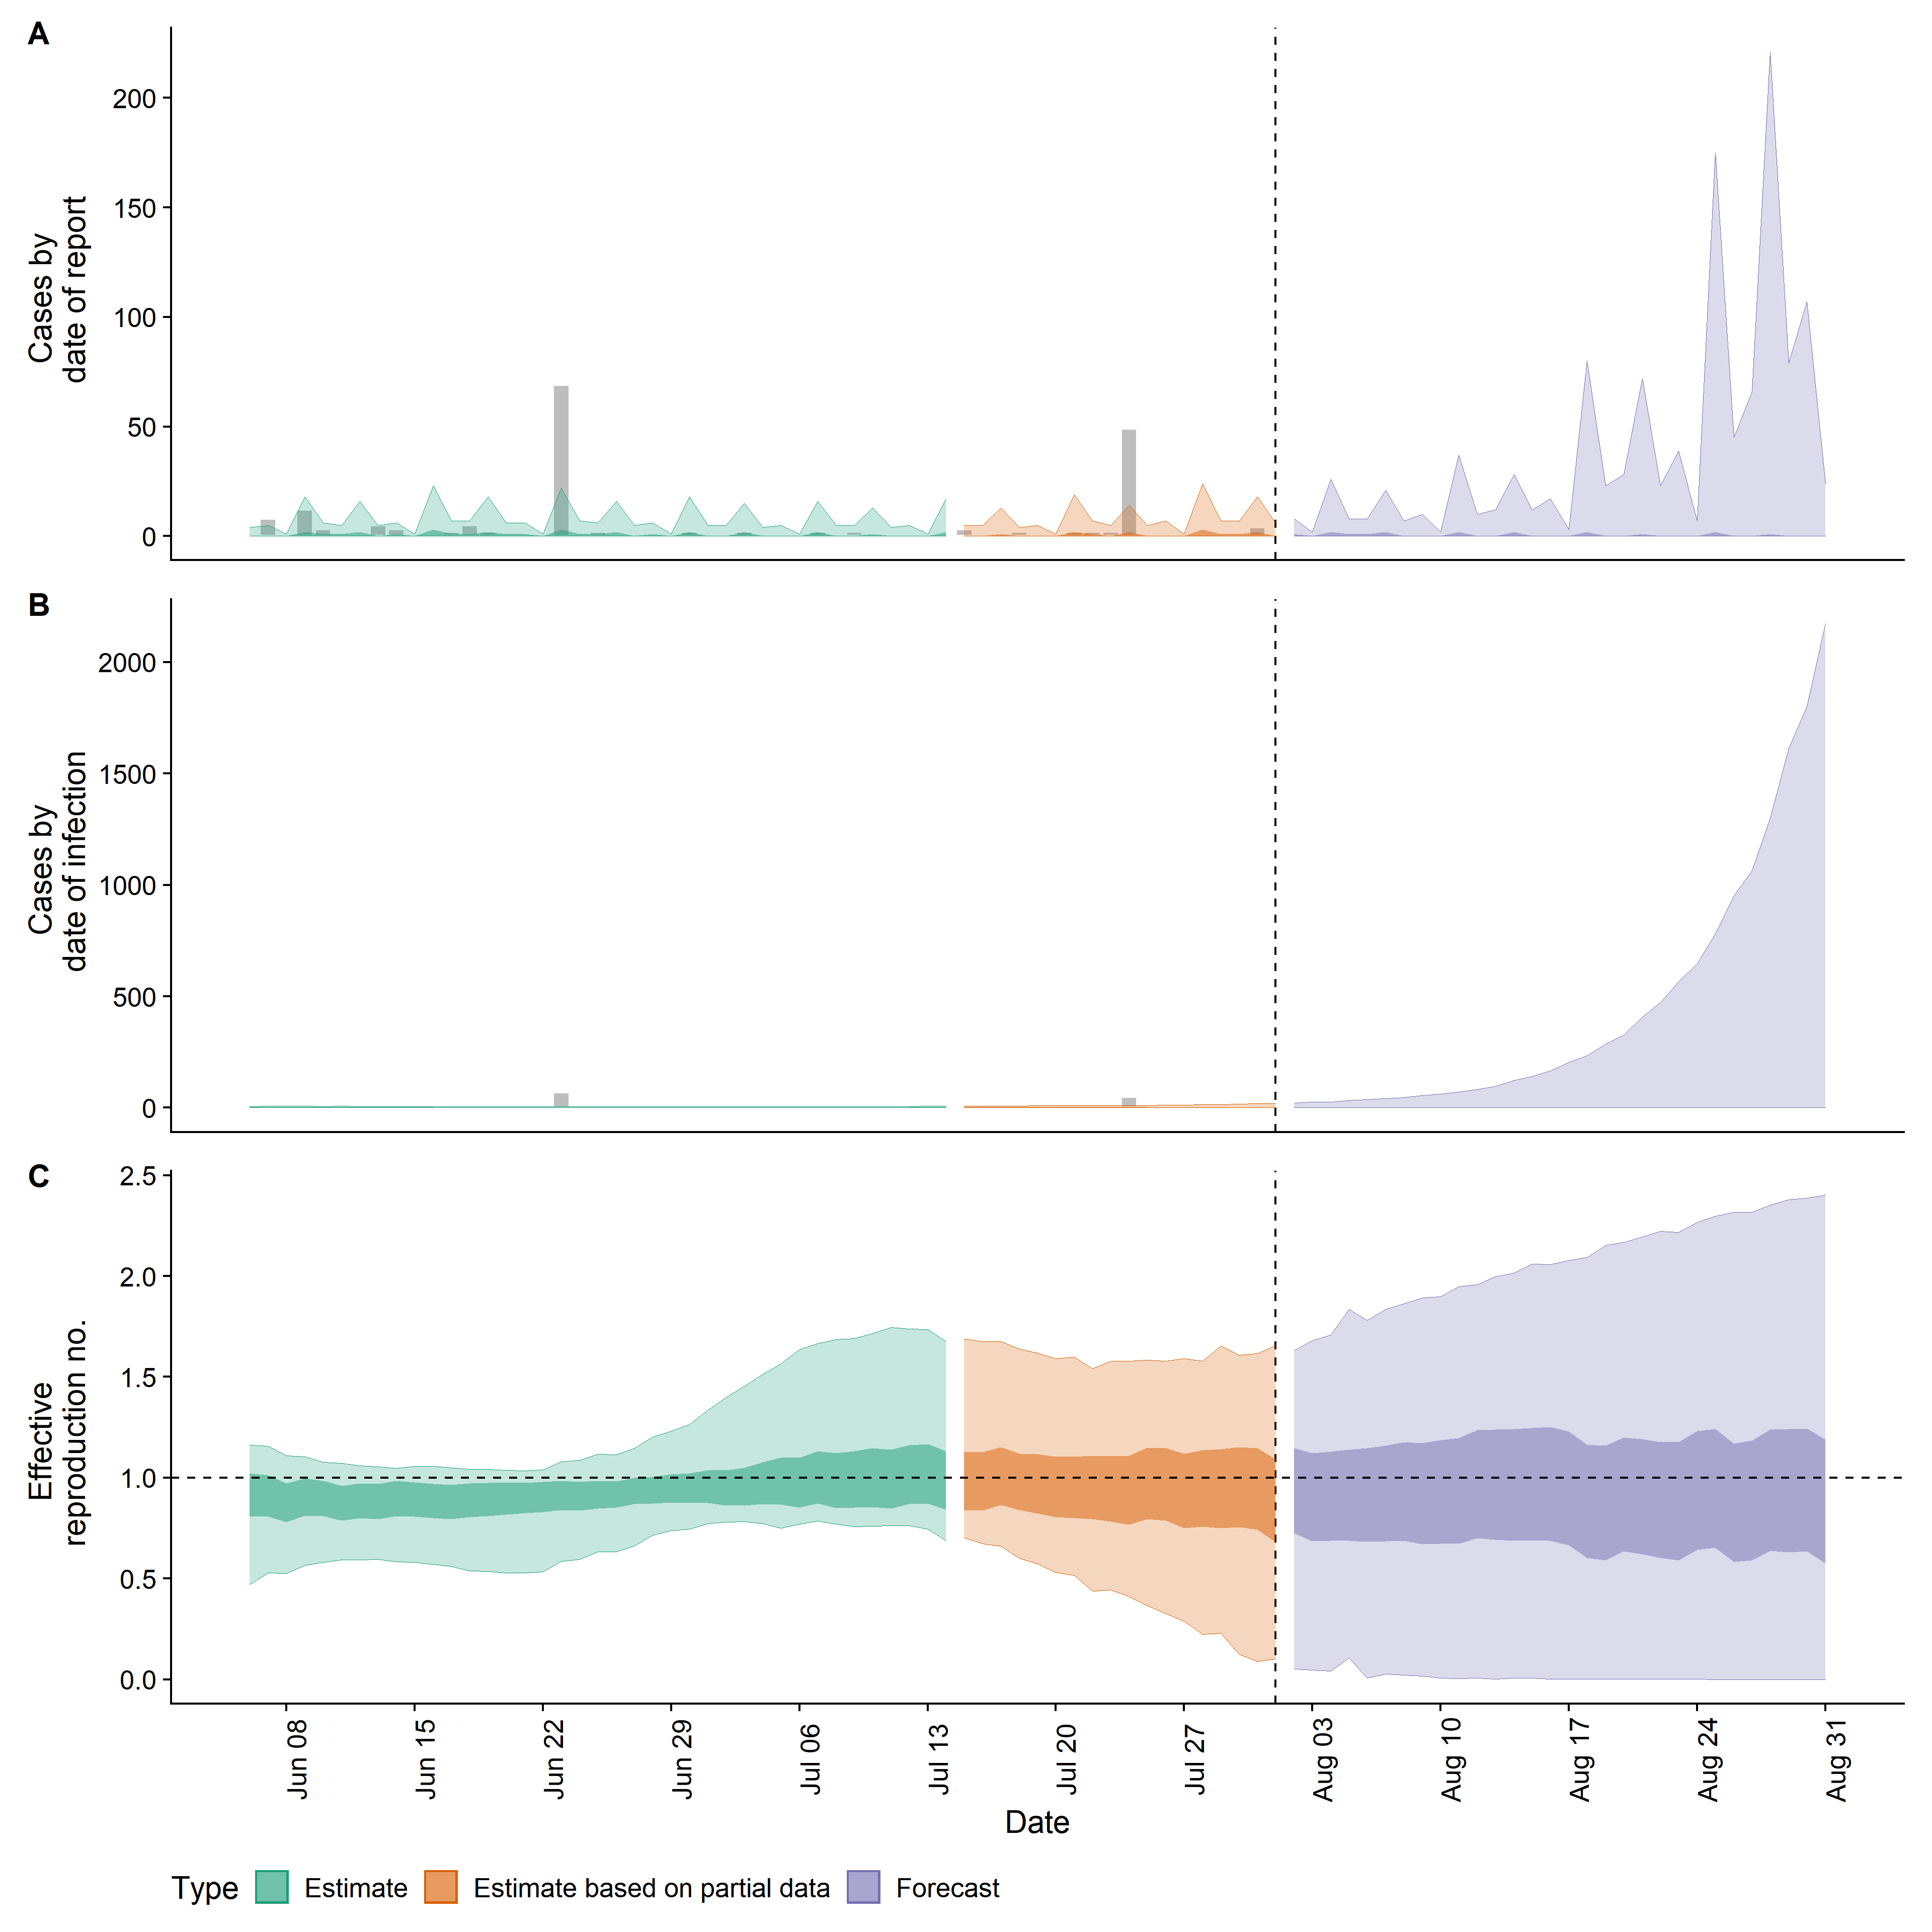 A
Cases by
date of report
200
150
100
50
0
B
Cases by
date of infection
2000
1500
1000
500
0
C
Effective
reproduction no.
2.5
2.0
1.5
1.0
0.5
0.0
Jun 08
Jun 15
Jun 22
Jun 29
Jul 06
Jul 13
Jul 20
Jul 27
Aug 03
Aug 10
Aug 17
Aug 24
Aug 31
Date
Type Estimate Estimate based on partial data Forecast